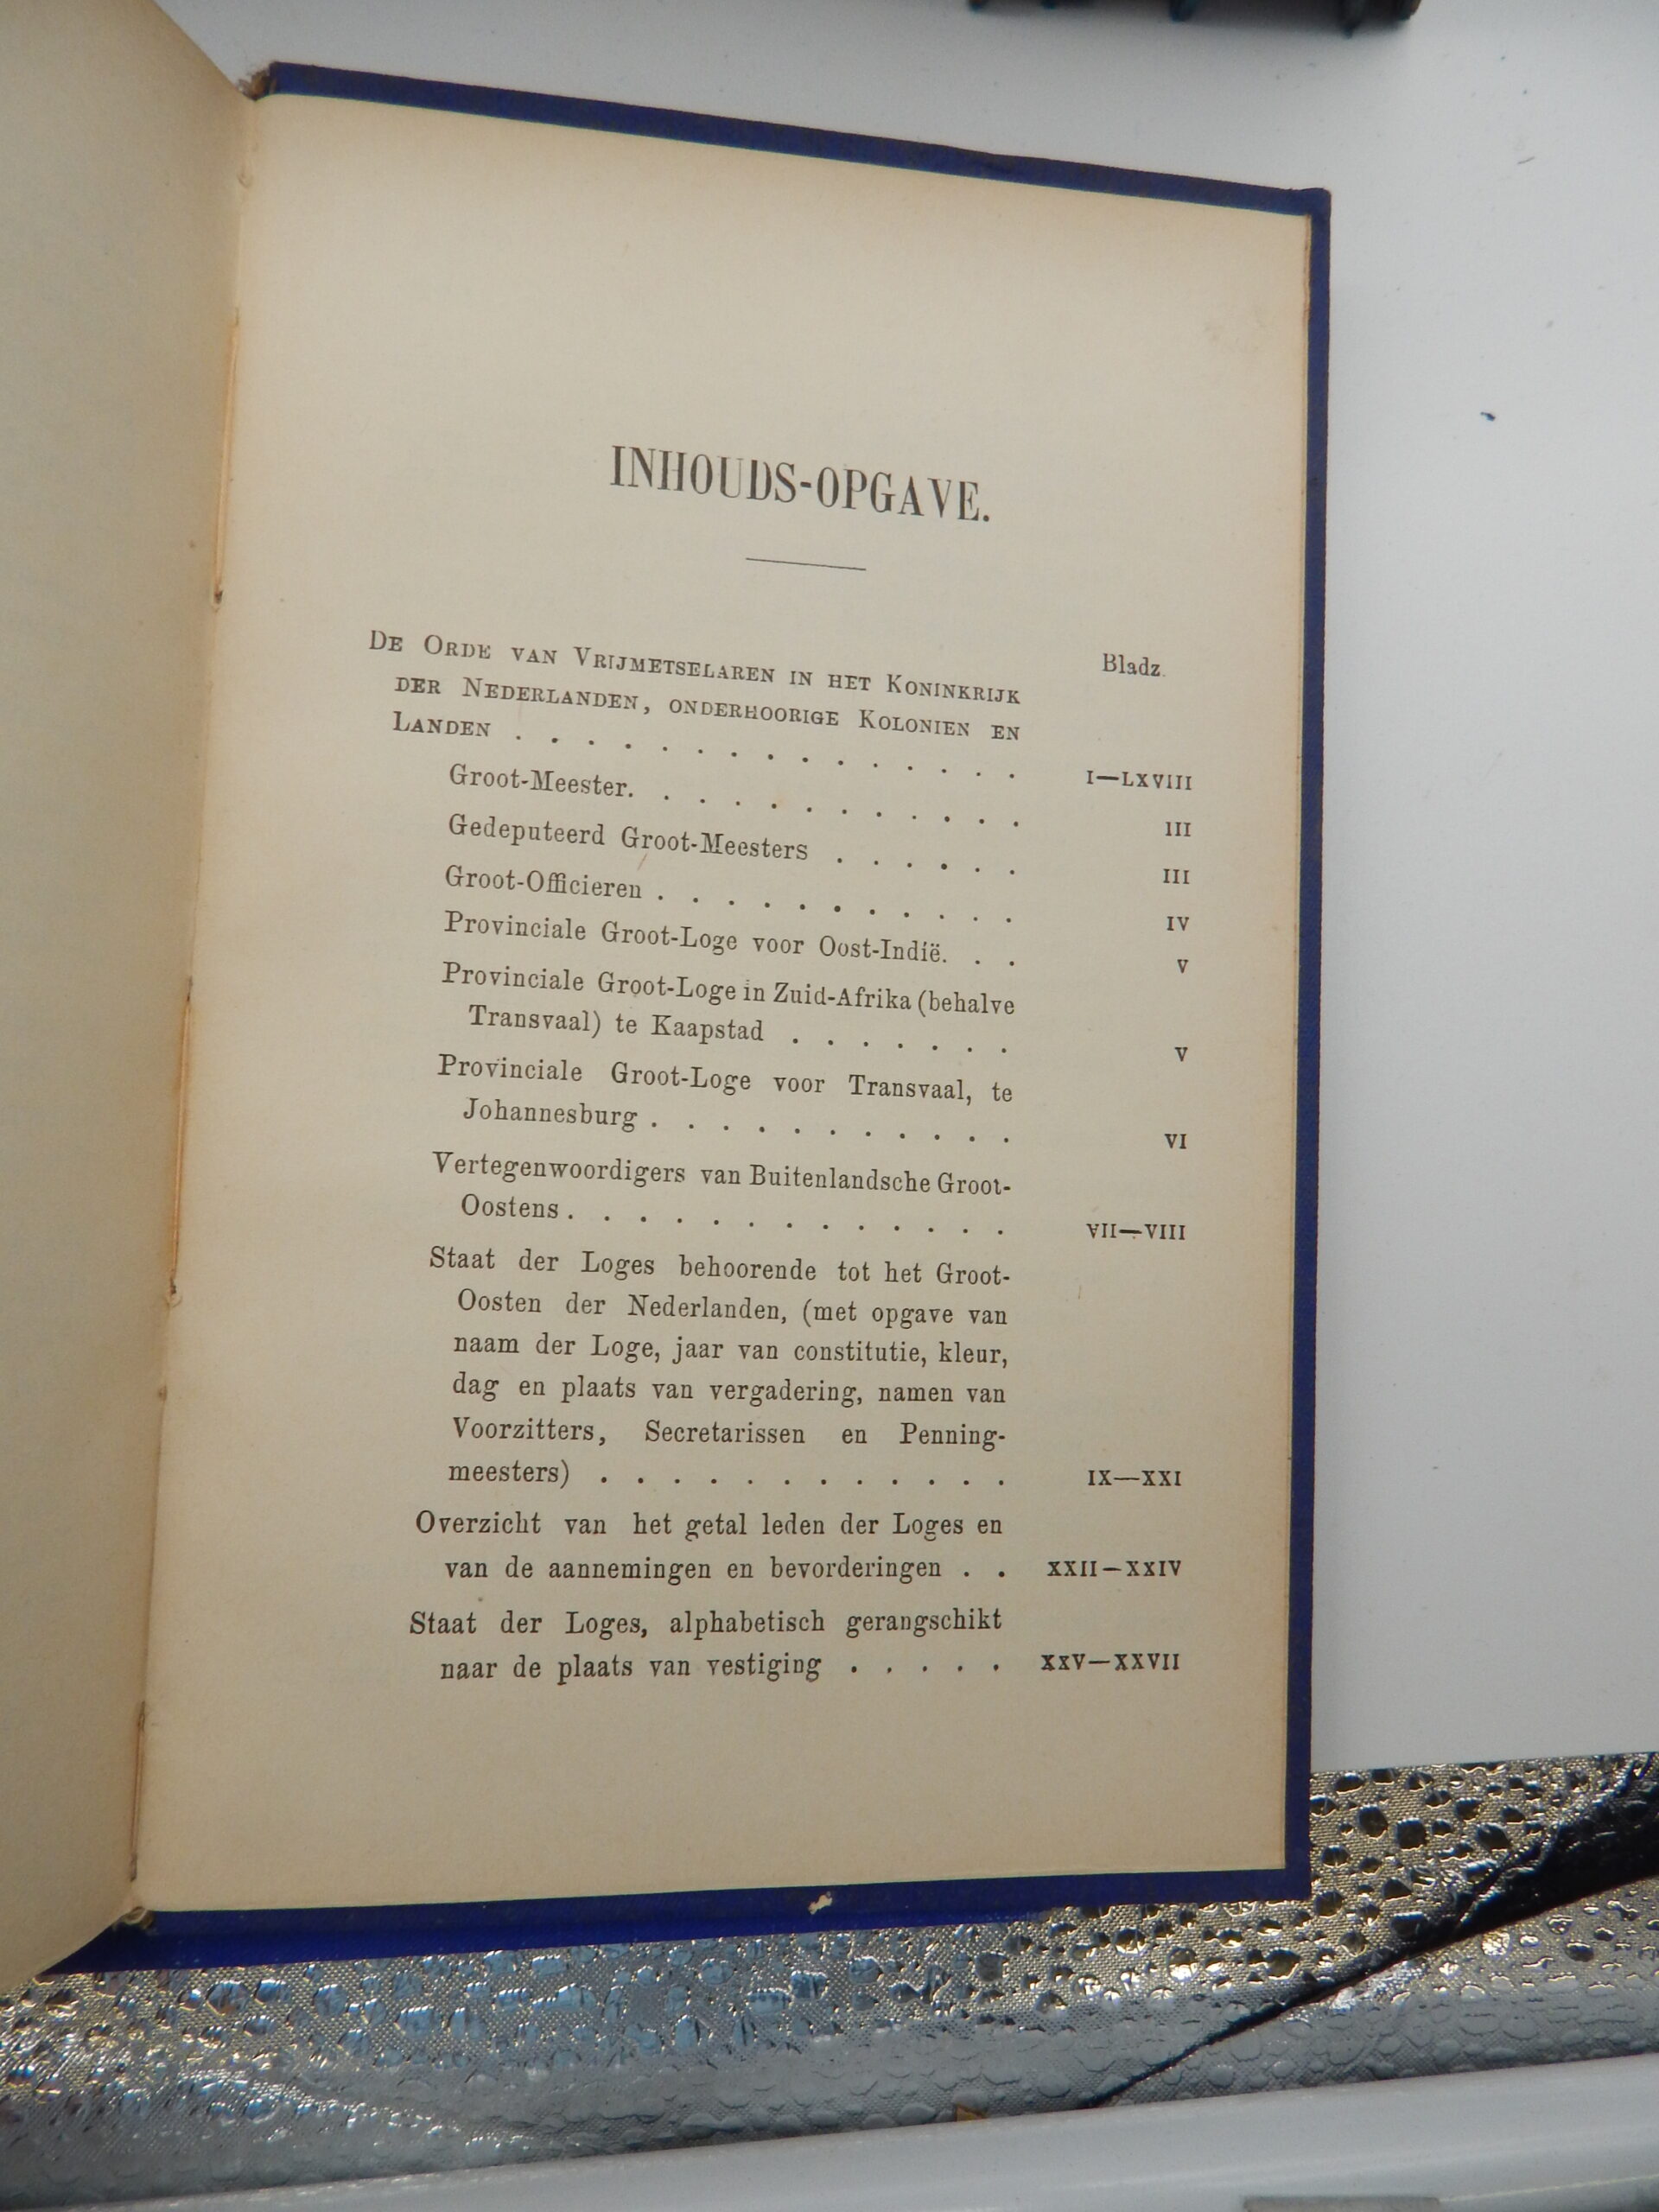 INHOUDS-OPGAVE.
Bladz.
DE ORDE VAN VRIJMETSELAREN IN HET KONINKRIJK
DER NEDERLANDEN, ONDERHOORIGE KOLONIEN EN
LANDEN . . . . . . . . . . . . . . I—LXVIII
Groot-Meester. . . . . . . . . . . . III
Gedeputeerd Groot-Meesters . . . . . . III
Groot-Officieren . . . . . . . . . . . IV
Provinciale Groot-Loge voor Oost-Indië. . . V
Provinciale Groot-Loge in Zuid-Afrika (behalve
Transvaal) te Kaapstad . . . . . . . V
Provinciale Groot-Loge voor Transvaal, te
Johannesburg . . . . . . . . . . . VI
Vertegenwoordigers van Buitenlandsche Groot-
Oostens . . . . . . . . . . . . . VII—VIII
Staat der Loges behoorende tot het Groot-
Oosten der Nederlanden, (met opgave van
naam der Loge, jaar van constitutie, kleur,
dag en plaats van vergadering, namen van
Voorzitters, Secretarissen en Penning-
meesters) . . . . . . . . . . . . IX—XXI
Overzicht van het getal leden der Loges en
van de aannemingen en bevorderingen . . XXII—XXIV
Staat der Loges, alphabetisch gerangschikt
naar de plaats van vestiging . . . . . XXV—XXVII